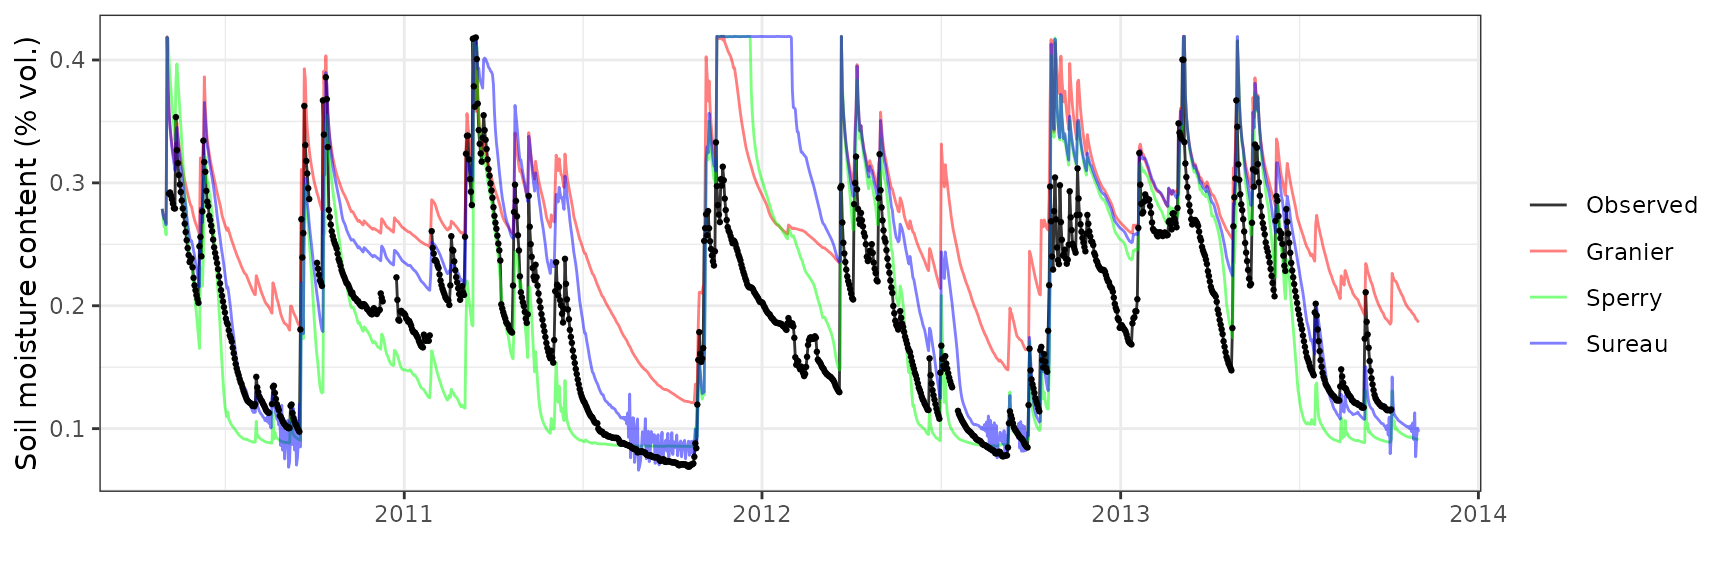 Soil moisture content (% vol.)
0.4
0.3
0.2
0.1
2011
2012
2013
2014
Observed
Granier
Sperry
Sureau